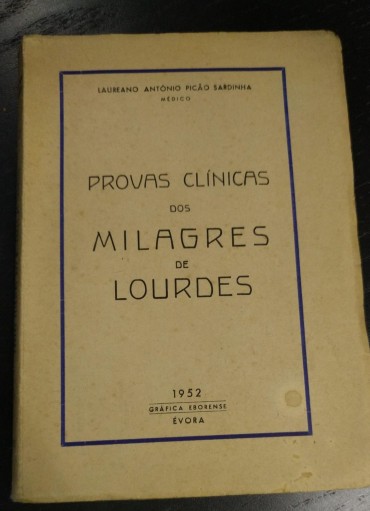 LAUREANO ANTÓNIO PICÃO SARDINHA
MÉDICO
PROVAS CLÍNICAS
DOS
MILAGRES
DE
LOURDES
1952
GRÁFICA EBORENSE
ÉVORA